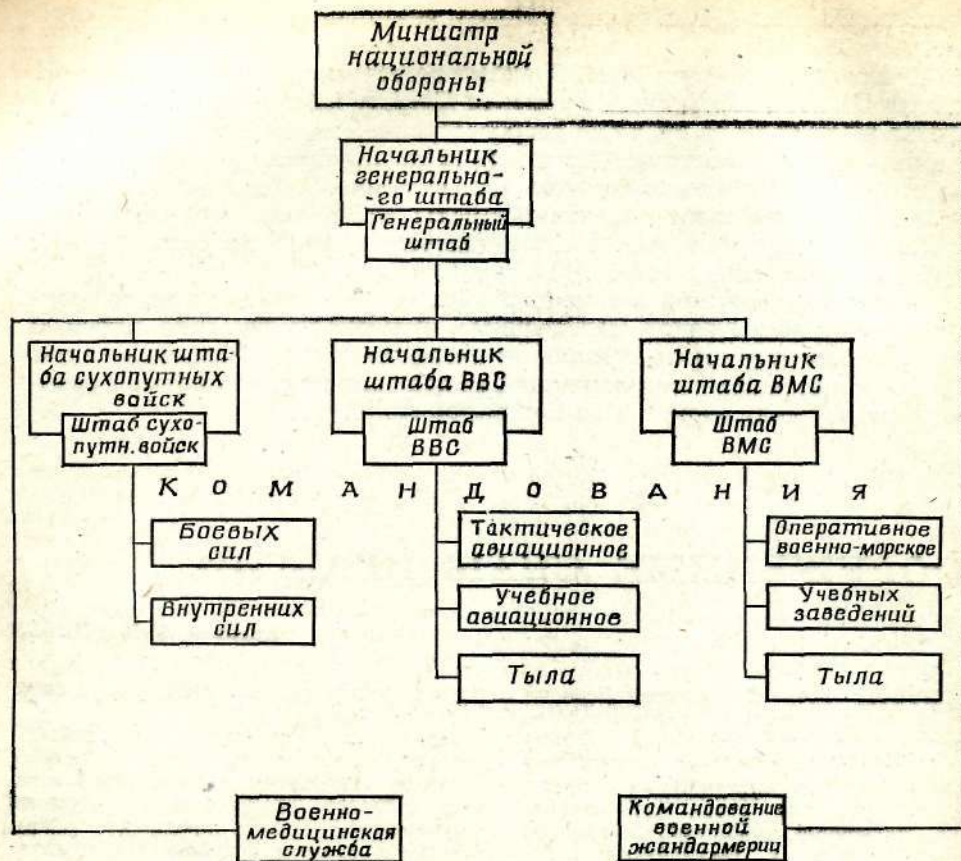 Министр
национальной
обороны
Начальник
генерально-
-го штаба
Генеральный
штаб
Начальник шта-
ба сухопутных
войск
Штаб сухо-
путн. войск
Начальник
штаба ВВС
Штаб
ВВС
Начальник
штаба ВМС
Штаб
ВМС
К О М А Н Д О В А Н И Я
Боевых
сил
Внутренних
сил
Тактическое
авиационное
Учебное
авиационное
Тыла
Оперативное
военно-морское
Учебных
заведений
Тыла
Военно-
медицинская
служба
Командование
военной
жандармерии